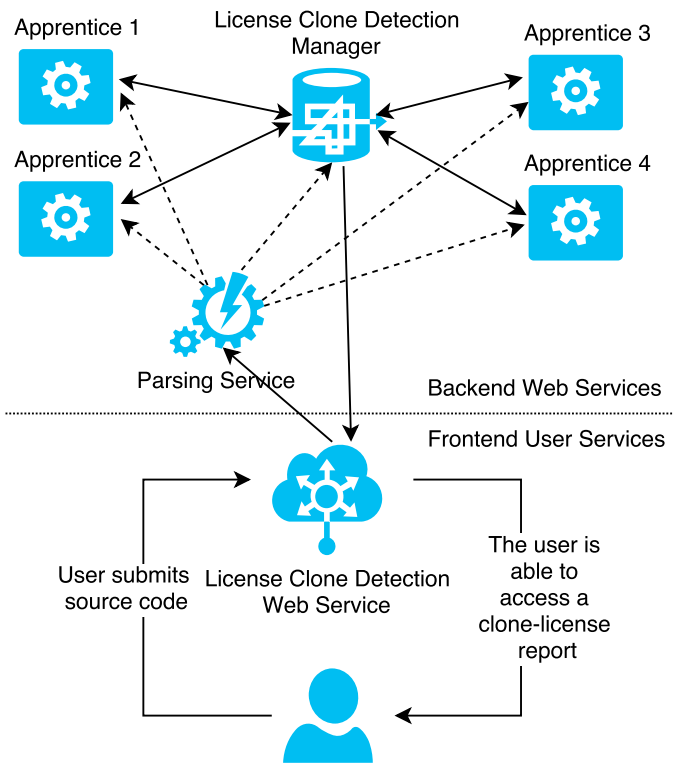 Apprentice 1
License Clone Detection
Manager
Apprentice 3
Apprentice 2
Apprentice 4
Parsing Service
Backend Web Services
Frontend User Services
User submits
source code
License Clone Detection
Web Service
The user is
able to
access a
clone-license
report